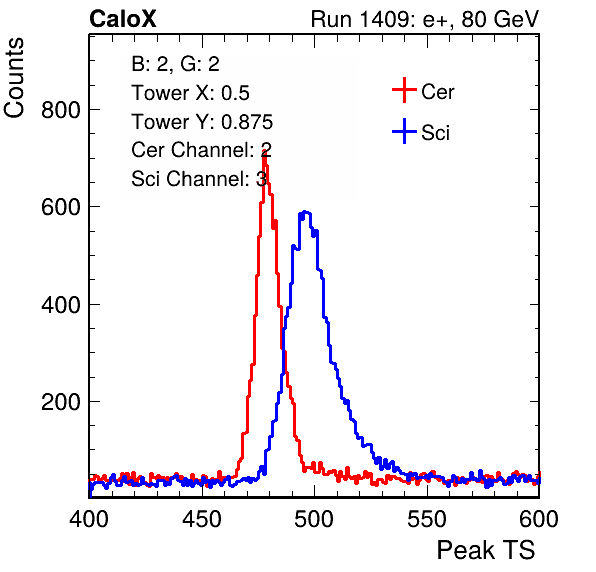 CaloX Run 1409: e+, 80 GeV
Counts
B: 2, G: 2
Tower X: 0.5
Tower Y: 0.875
Cer Channel: 2
Sci Channel: 3
Cer
Sci
800
600
400
200
400 450 500 550 600
Peak TS